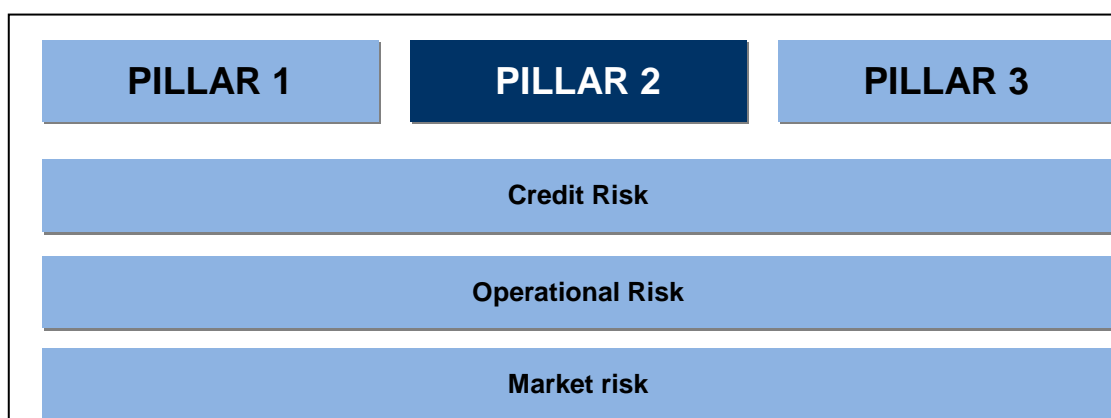 PILLAR 1 PILLAR 2 PILLAR 3
Credit Risk
Operational Risk
Market risk